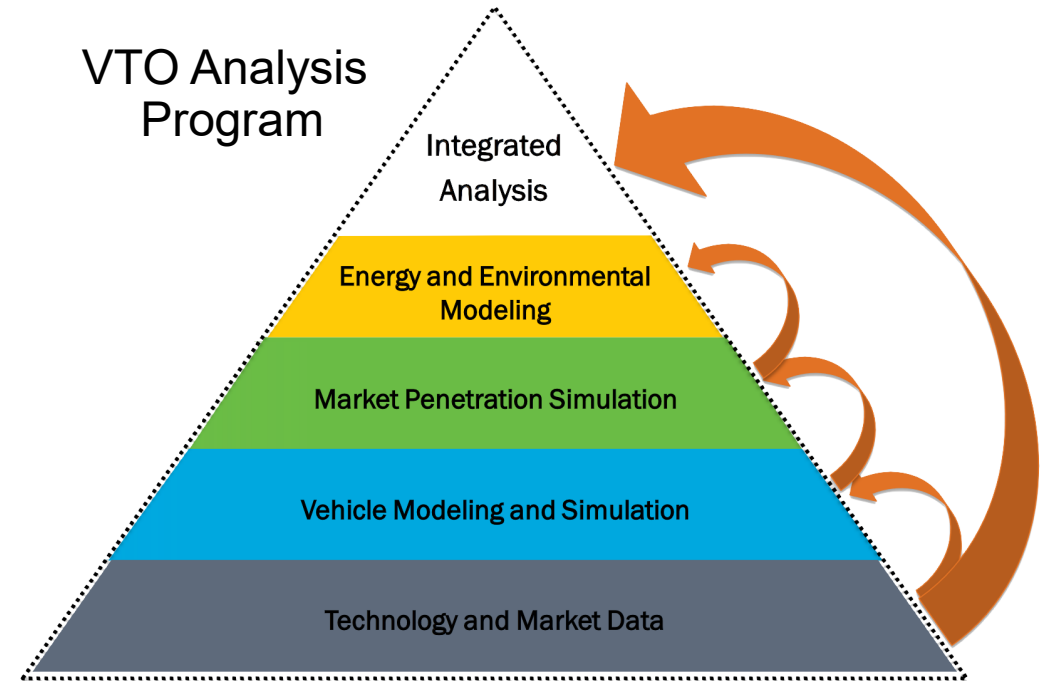 VTO Analysis
Program
Integrated
Analysis
Energy and Environmental
Modeling
Market Penetration Simulation
Vehicle Modeling and Simulation
Technology and Market Data